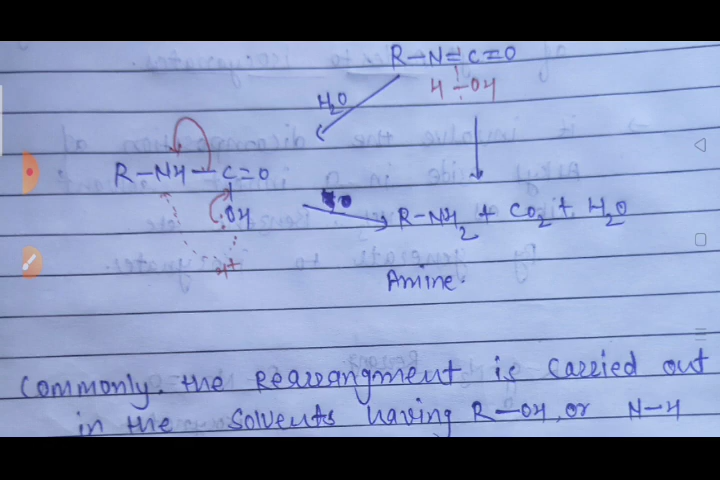 R-N=C=O
H-OH
H₂O
R-NH-C=O
OH
H⁺
R-NH₂ + CO₂ + H₂O
Amine.
Commonly. the Rearrangment is carried out
in the solvents having R-OH, or N-H